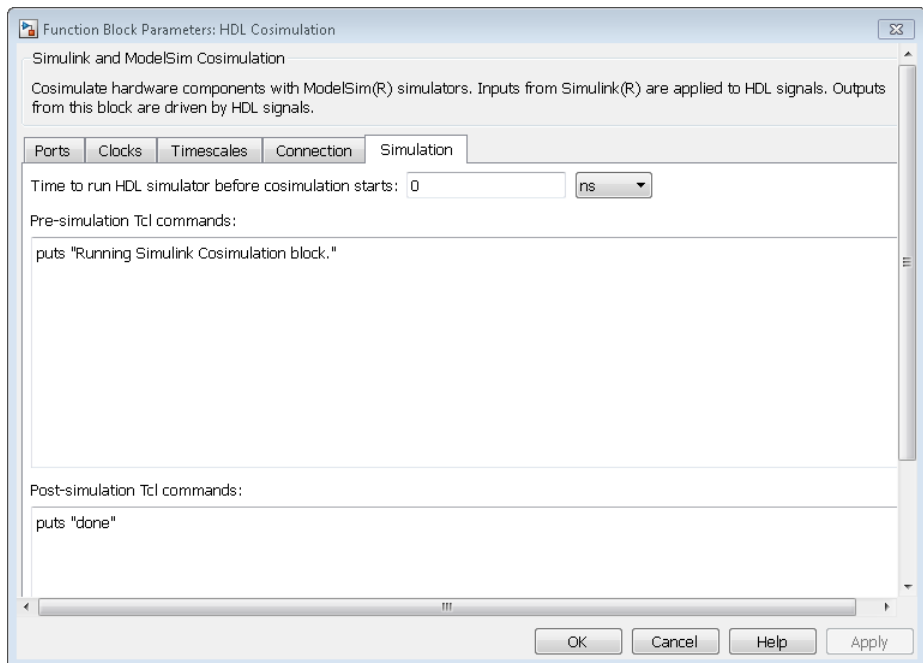 Function Block Parameters: HDL Cosimulation
Simulink and ModelSim Cosimulation
Cosimulate hardware components with ModelSim(R) simulators. Inputs from Simulink(R) are applied to HDL signals. Outputs
from this block are driven by HDL signals.
Ports Clocks Timescales Connection Simulation
Time to run HDL simulator before cosimulation starts: 0 ns
Pre-simulation Tcl commands:
puts "Running Simulink Cosimulation block."
Post-simulation Tcl commands:
puts "done"
OK Cancel Help Apply